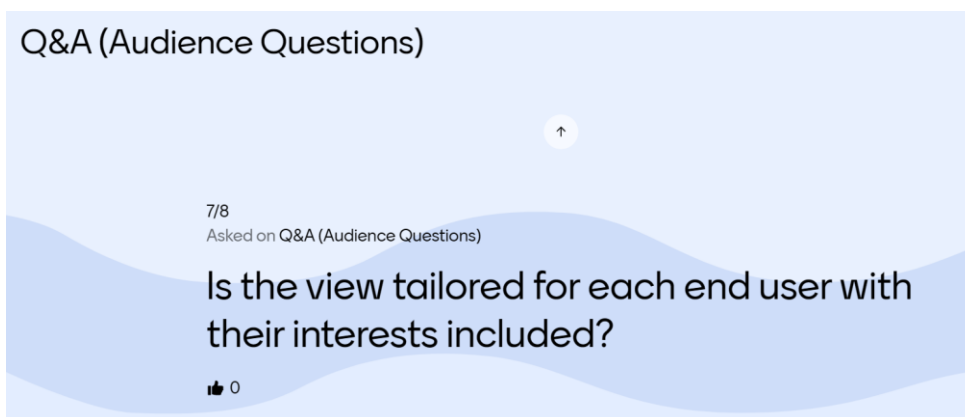 Q&A (Audience Questions)
7/8
Asked on Q&A (Audience Questions)
Is the view tailored for each end user with
their interests included?
0